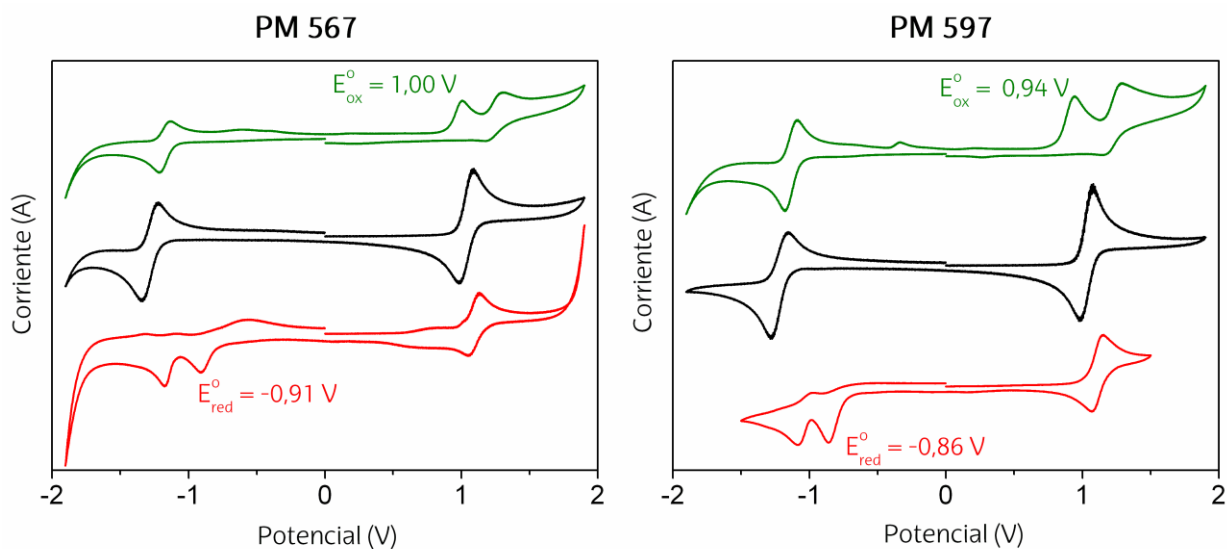 PM 567
E°ox = 1,00 V
E°red = -0,91 V
Corriente (A)
-2 -1 0 1 2
Potencial (V)
PM 597
E°ox = 0,94 V
E°red = -0,86 V
Corriente (A)
-2 -1 0 1 2
Potencial (V)